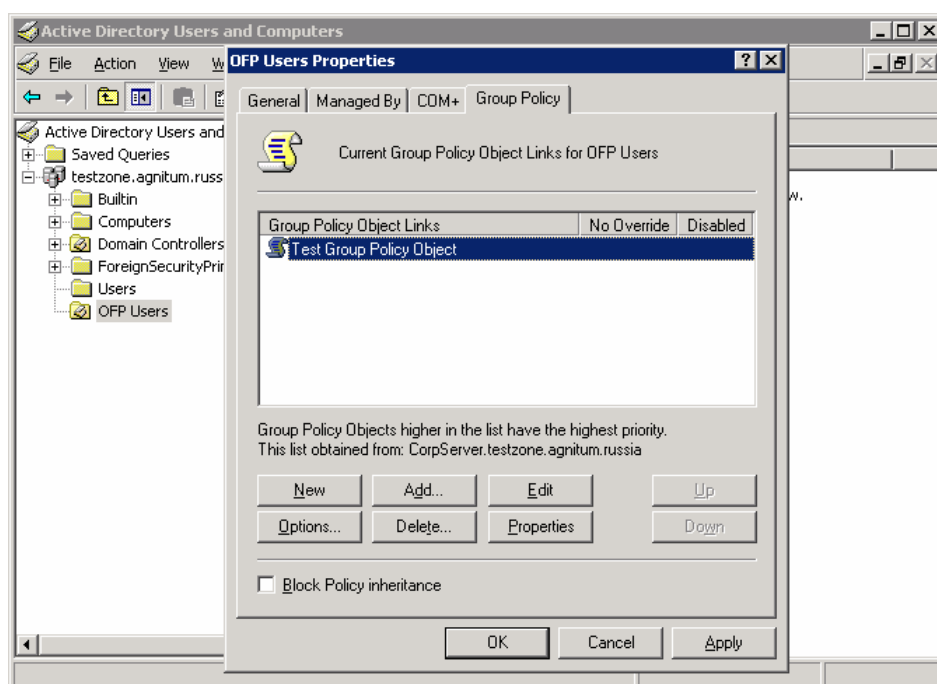 Active Directory Users and Computers
File Action View W
OFP Users Properties
General Managed By COM+ Group Policy
Active Directory Users and
Saved Queries
testzone.agnitum.russ
Builtin
Computers
Domain Controllers
ForeignSecurityPrin
Users
OFP Users
Current Group Policy Object Links for OFP Users
w.
Group Policy Object Links No Override Disabled
Test Group Policy Object
Group Policy Objects higher in the list have the highest priority.
This list obtained from: CorpServer.testzone.agnitum.russia
New Add... Edit Up
Options... Delete... Properties Down
Block Policy inheritance
OK Cancel Apply